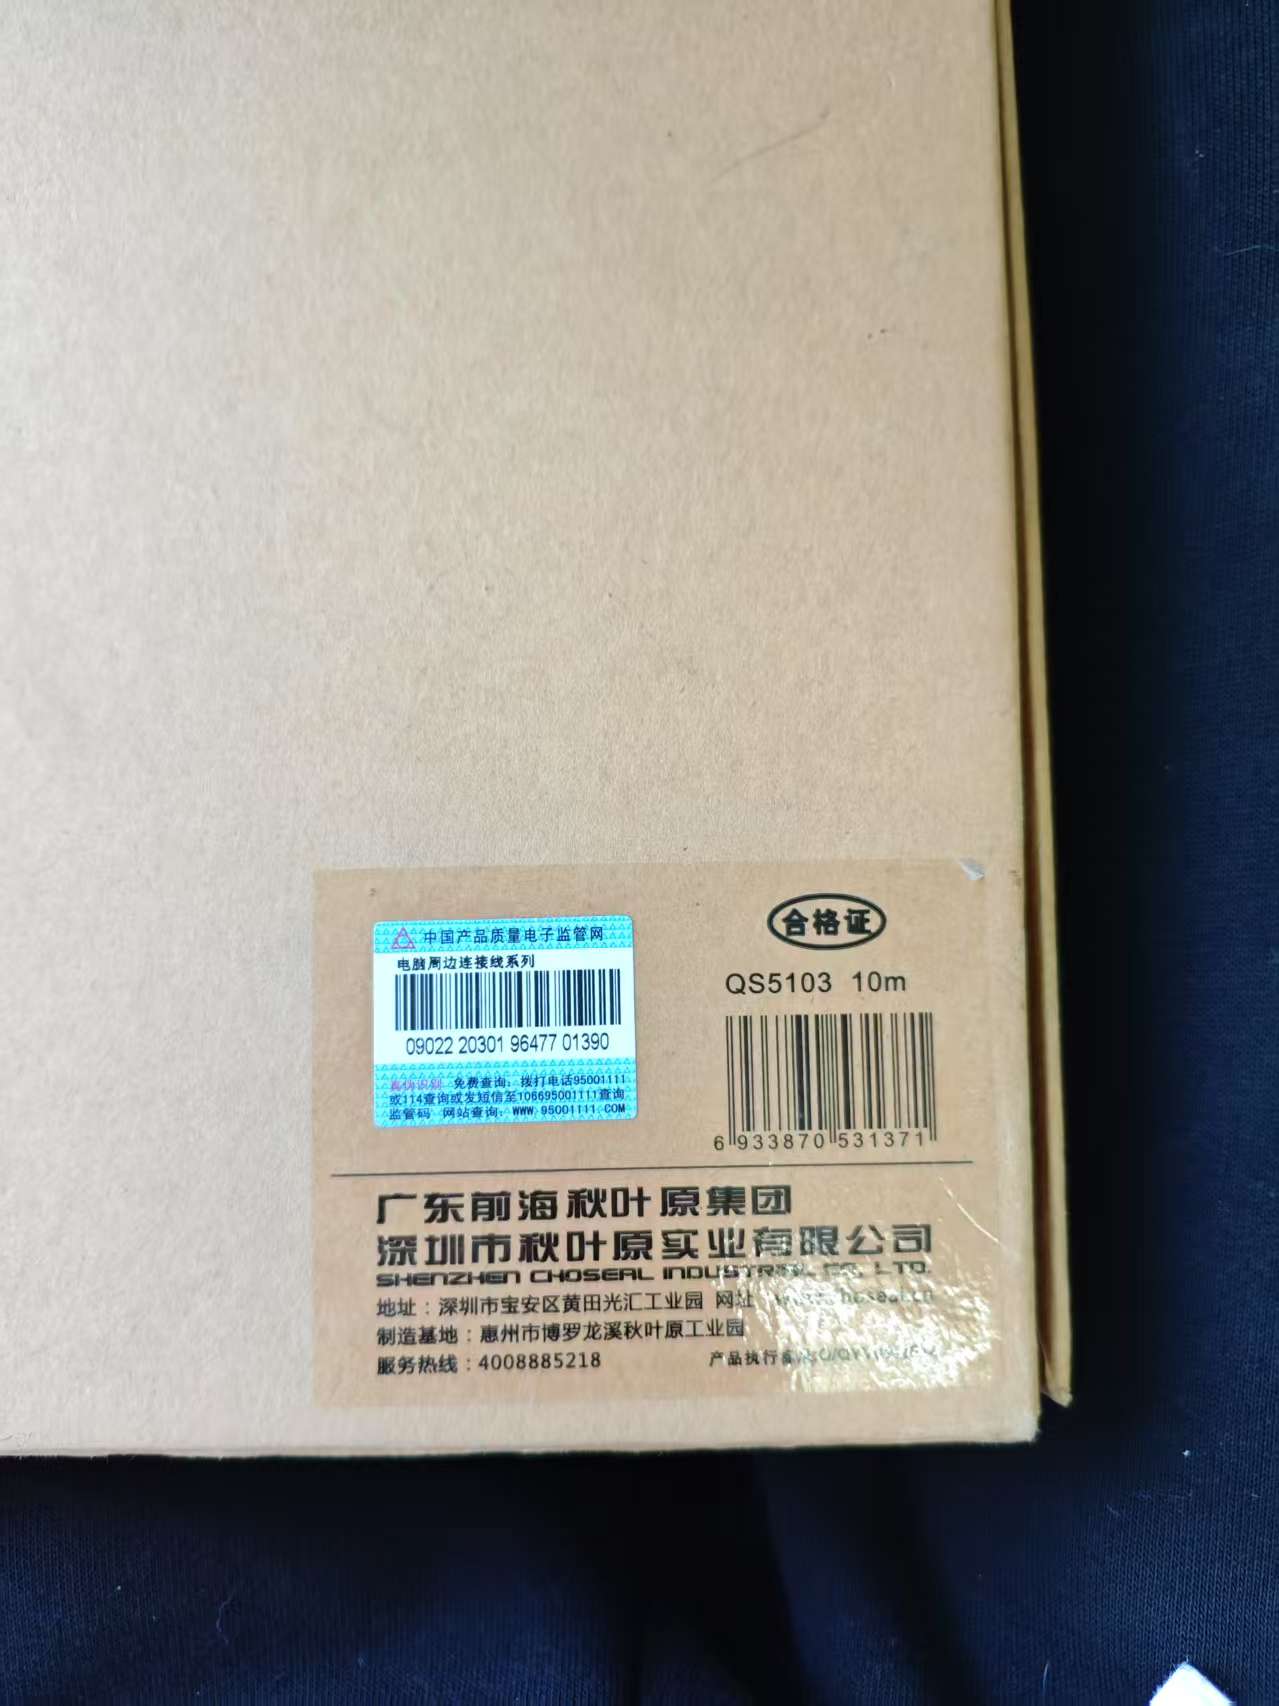 中国产品质量电子监管网
电脑周边连接线系列
09022 20301 96477 01390
真伪识别 免费查询：拨打电话95001111
或114查询或发短信至106695001111查询
监管码 网站查询：WWW.95001111.COM
合格证
QS5103 10m
6 933870 531371
广东前海秋叶原集团
深圳市秋叶原实业有限公司
SHENZHEN CHOSEAL INDUSTRIAL CO., LTD.
地址：深圳市宝安区黄田光汇工业园 网址
制造基地：惠州市博罗龙溪秋叶原工业园
服务热线：4008885218
产品执行